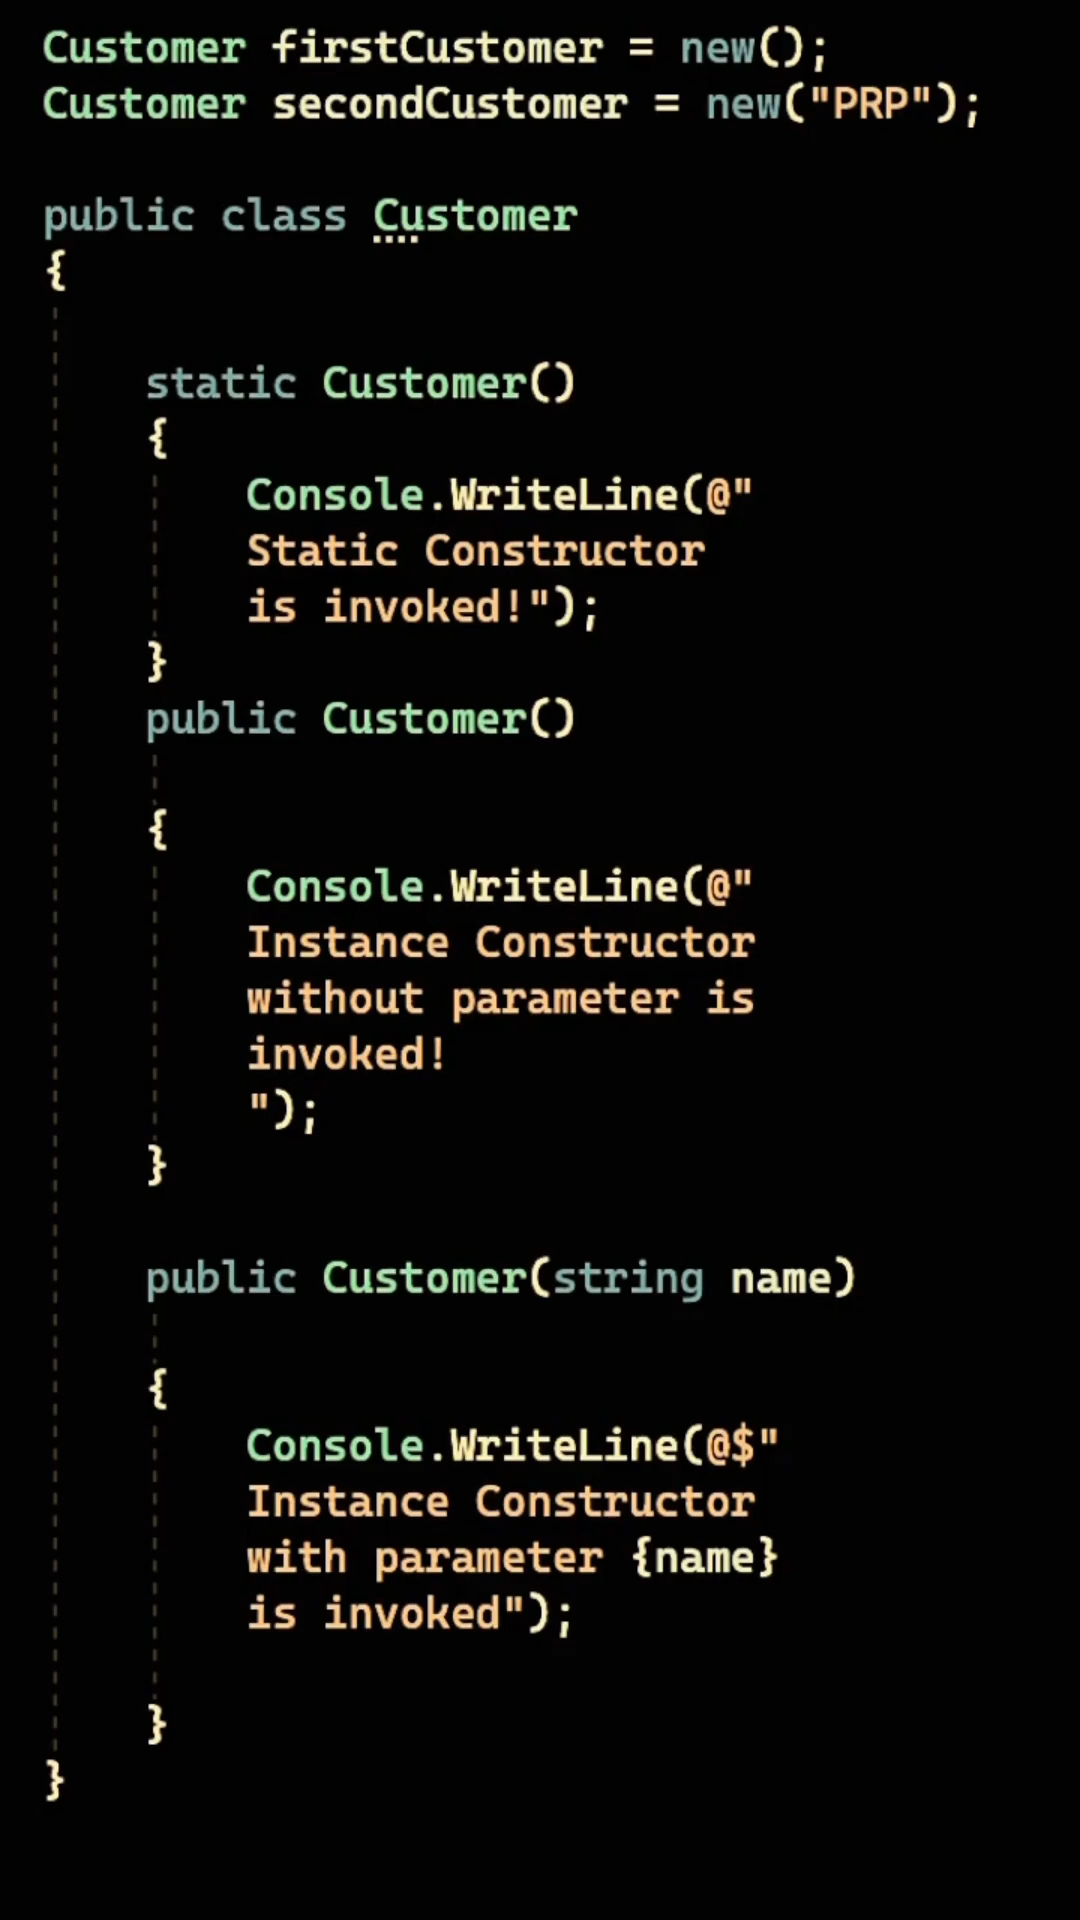 Customer firstCustomer = new();
Customer secondCustomer = new("PRP");
public class Customer
{
static Customer()
{
Console.WriteLine(@"
Static Constructor
is invoked!");
}
public Customer()
{
Console.WriteLine(@"
Instance Constructor
without parameter is
invoked!
");
}
public Customer(string name)
{
Console.WriteLine(@$"
Instance Constructor
with parameter {name}
is invoked");
}
}